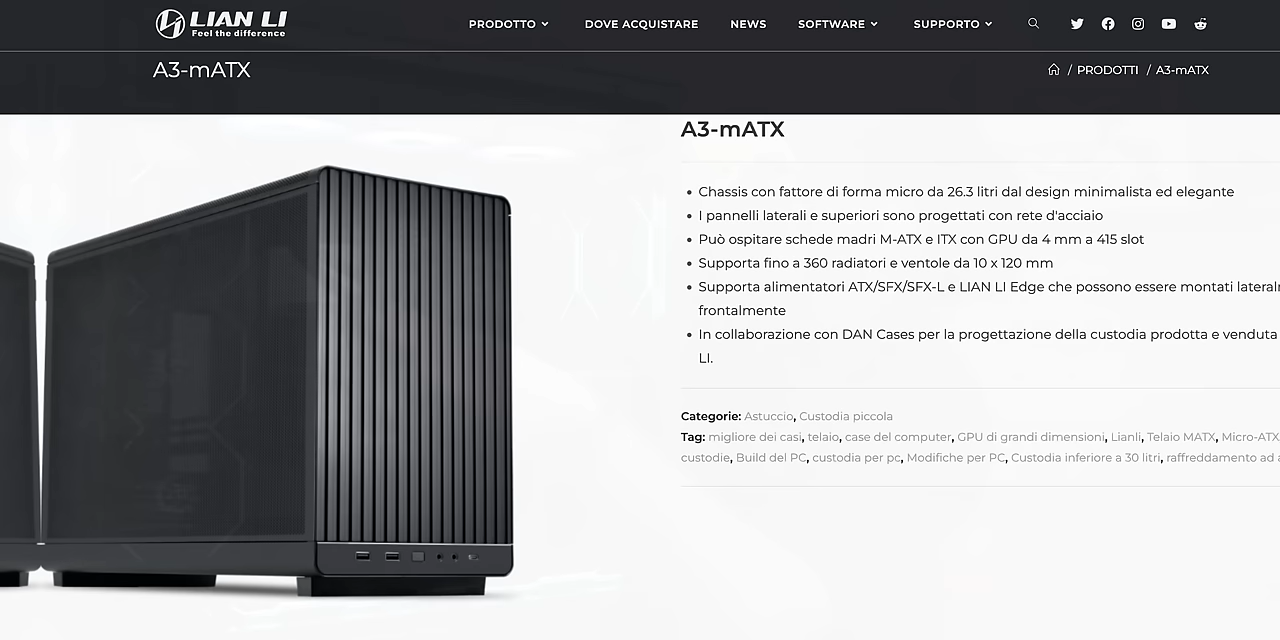 LIAN LI
Feel the difference
PRODOTTO
DOVE ACQUISTARE
NEWS
SOFTWARE
SUPPORTO
A3-mATX
/ PRODOTTI / A3-mATX
A3-mATX
Chassis con fattore di forma micro da 26.3 litri dal design minimalista ed elegante
I pannelli laterali e superiori sono progettati con rete d'acciaio
Può ospitare schede madri M-ATX e ITX con GPU da 4 mm a 415 slot
Supporta fino a 360 radiatori e ventole da 10 x 120 mm
Supporta alimentatori ATX/SFX/SFX-L e LIAN LI Edge che possono essere montati
frontalmente
In collaborazione con DAN Cases per la progettazione della custodia prodotta e venduta
LI.
Categorie: Astuccio, Custodia piccola
Tag: migliore dei casi, telaio, case del computer, GPU di grandi dimensioni, Lianli, Telaio MATX, Micro-ATX
custodie, Build del PC, custodia per pc, Modifiche per PC, Custodia inferiore a 30 litri, raffreddamento ad